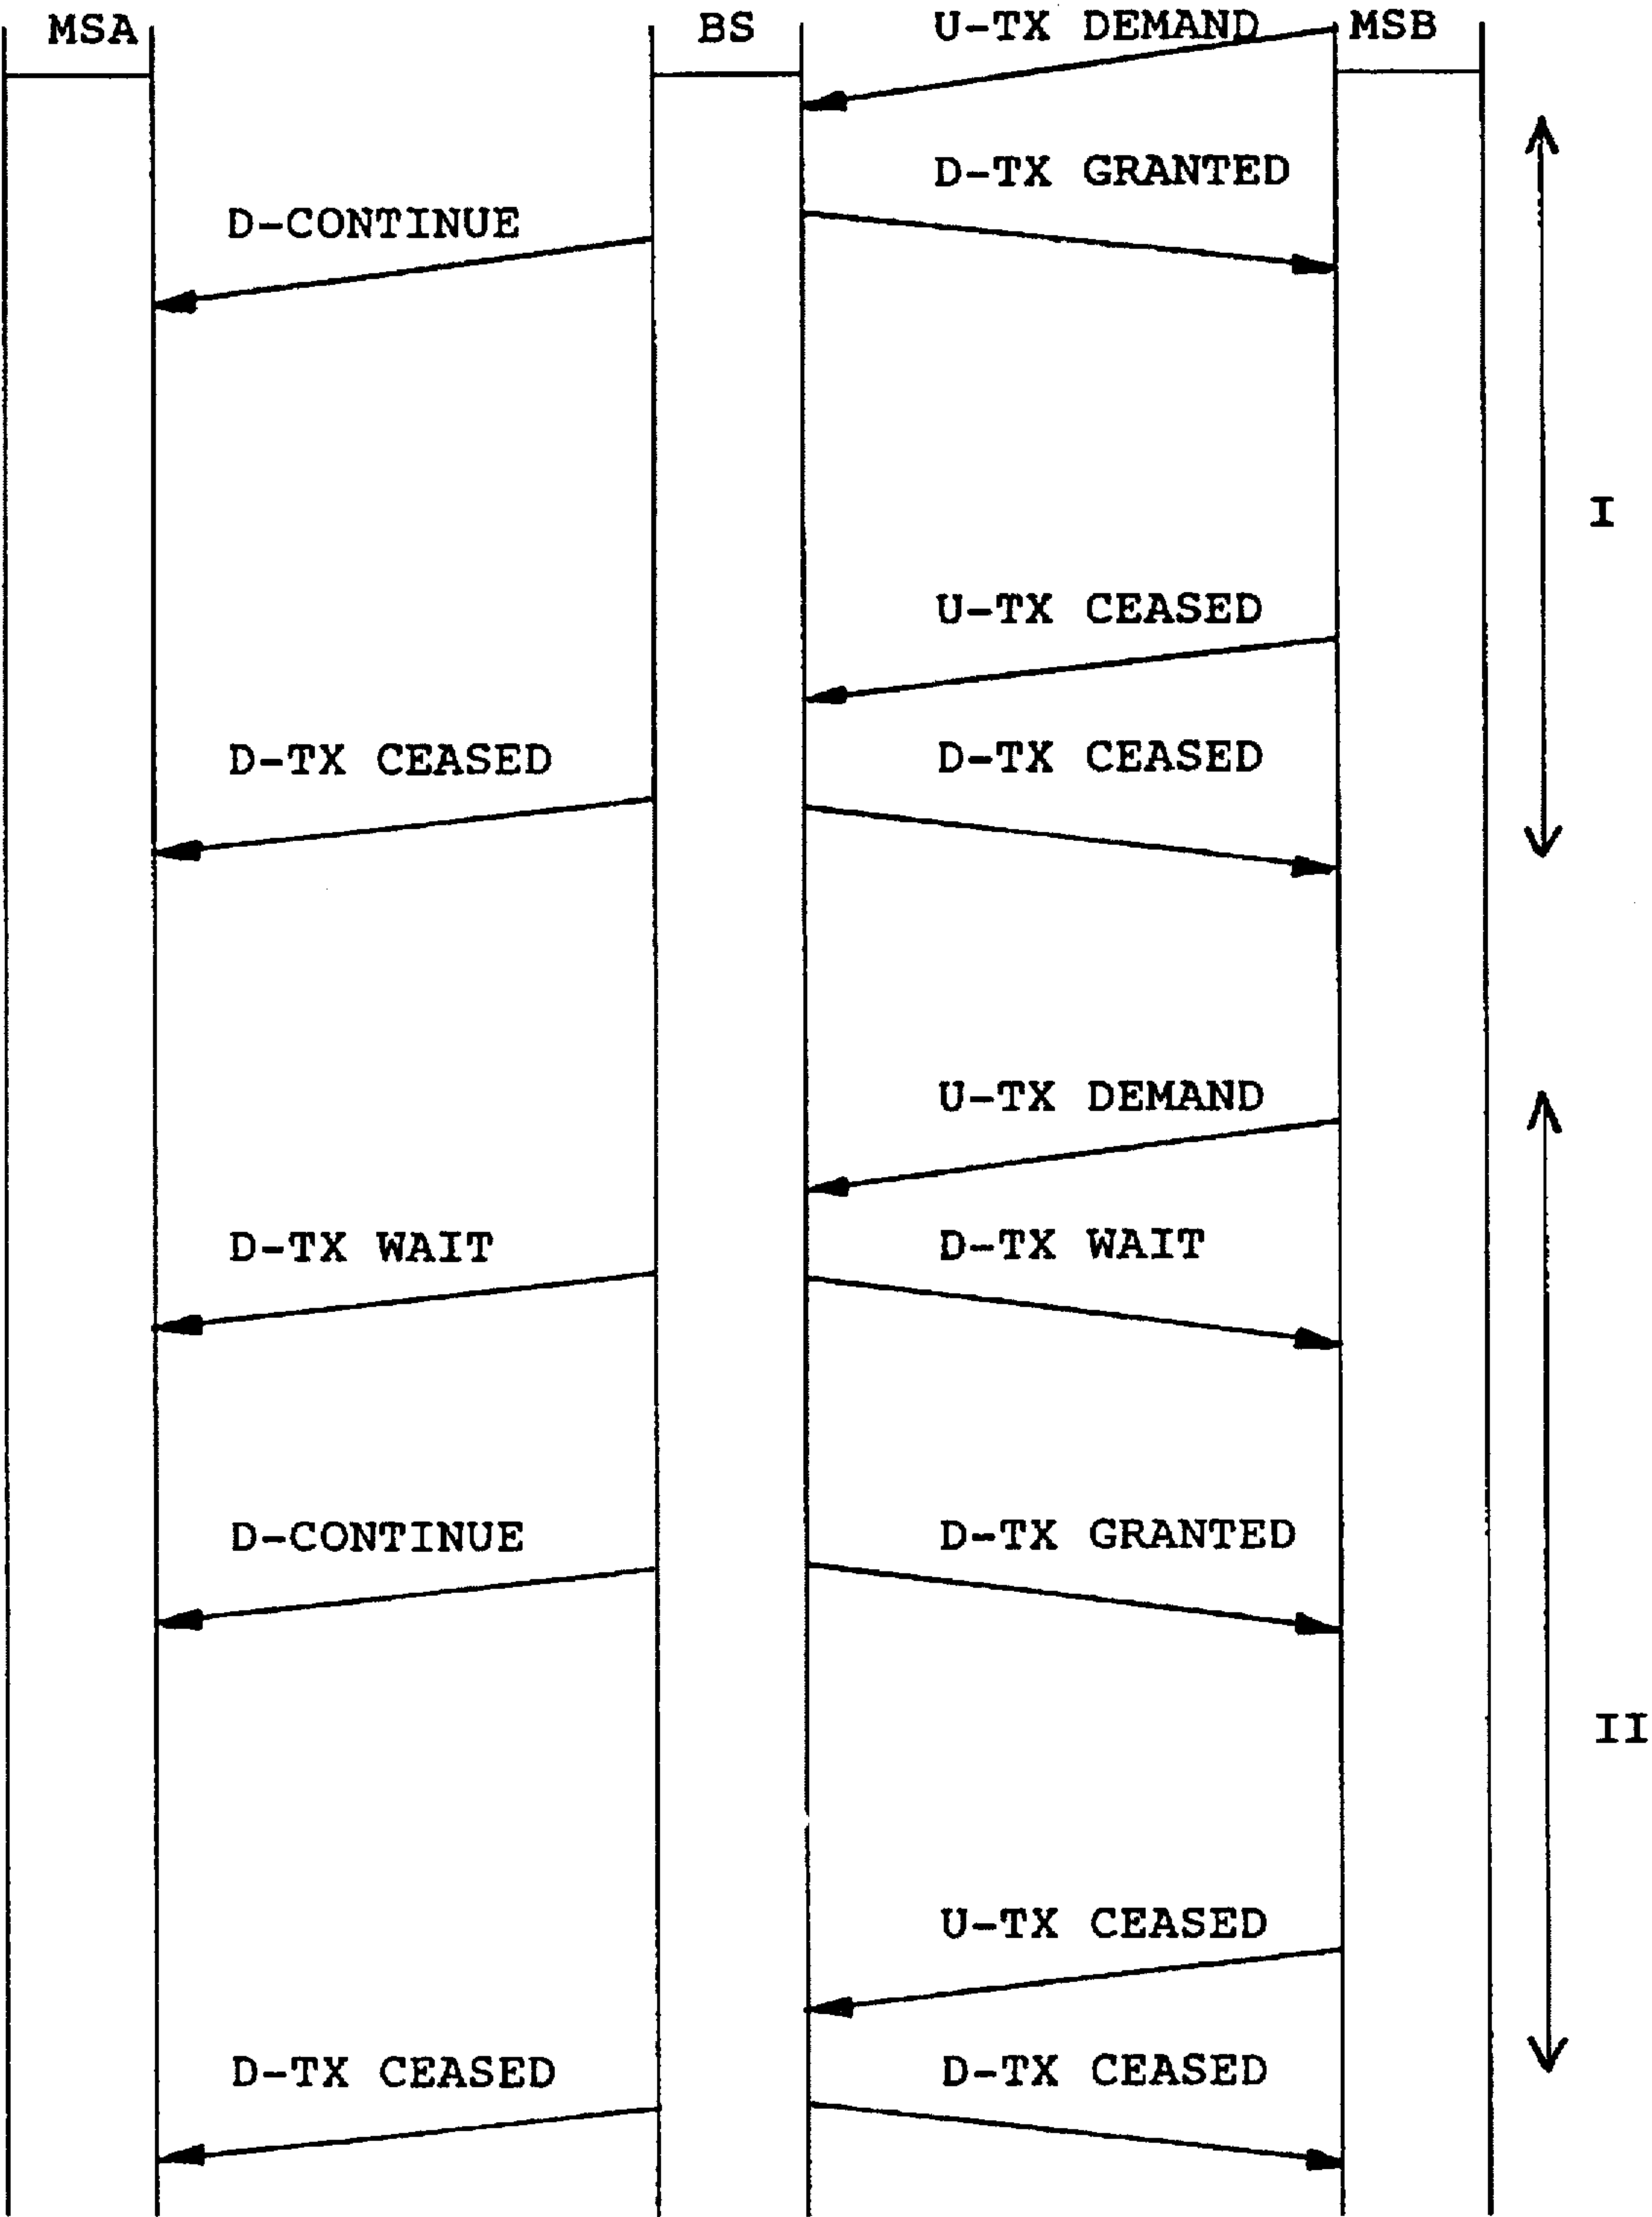 MSA
BS
U-TX DEMAND
MSB
D-TX GRANTED
D-CONTINUE
I
U-TX CEASED
D-TX CEASED
D-TX CEASED
U-TX DEMAND
D-TX WAIT
D-TX WAIT
D-CONTINUE
D-TX GRANTED
II
U-TX CEASED
D-TX CEASED
D-TX CEASED